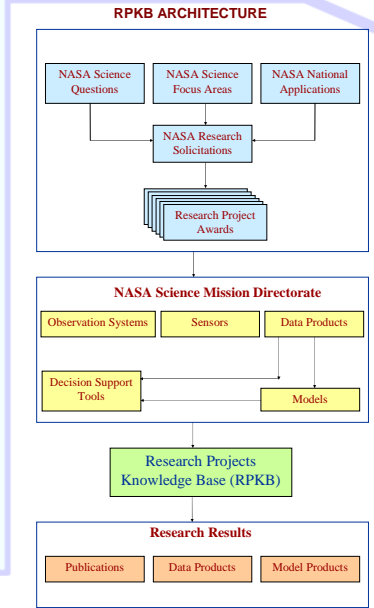 RPKB ARCHITECTURE
NASA Science
Questions
NASA Science
Focus Areas
NASA National
Applications
NASA Research
Solicitations
Research Project
Awards
NASA Science Mission Directorate
Observation Systems
Sensors
Data Products
Decision Support
Tools
Models
Research Projects
Knowledge Base (RPKB)
Research Results
Publications
Data Products
Model Products